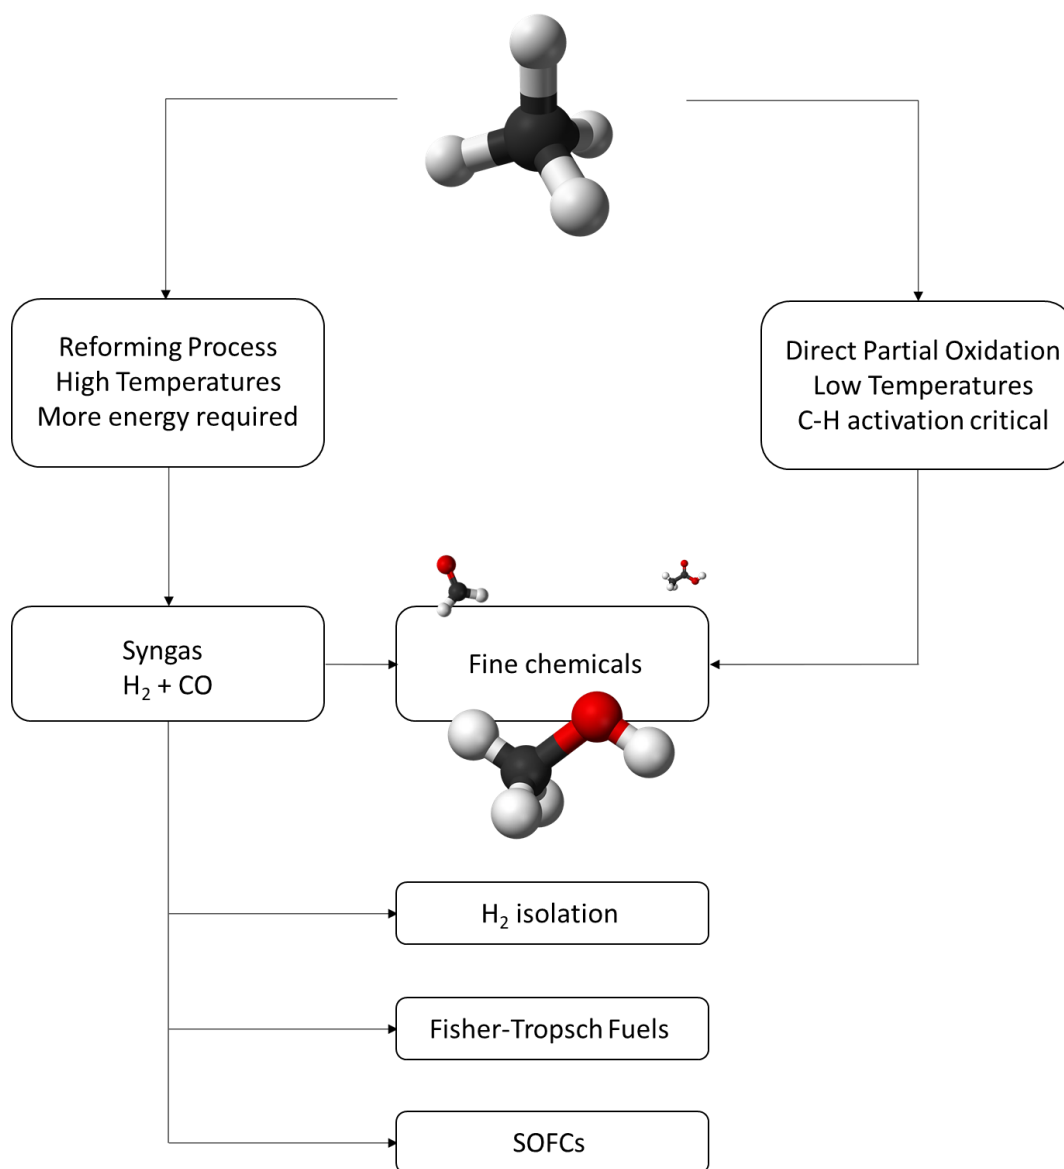 Reforming Process
High Temperatures
More energy required
Direct Partial Oxidation
Low Temperatures
C-H activation critical
Syngas
H₂ + CO
Fine chemicals
H₂ isolation
Fisher-Tropsch Fuels
SOFCs